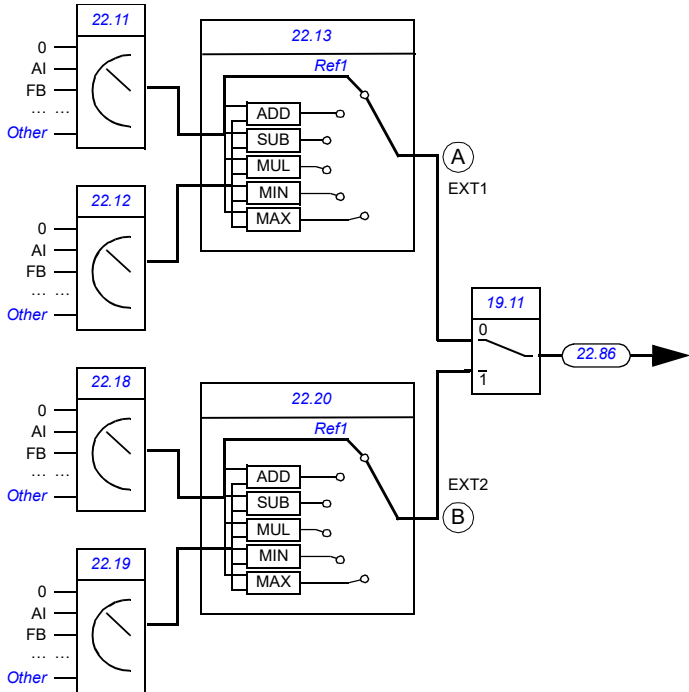 22.11
0
AI
FB
... ...
Other
22.12
0
AI
FB
... ...
Other
22.13
Ref1
ADD
SUB
MUL
MIN
MAX
A
EXT1
19.11
0
1
22.86
22.18
0
AI
FB
... ...
Other
22.19
0
AI
FB
... ...
Other
22.20
Ref1
ADD
SUB
MUL
MIN
MAX
EXT2
B